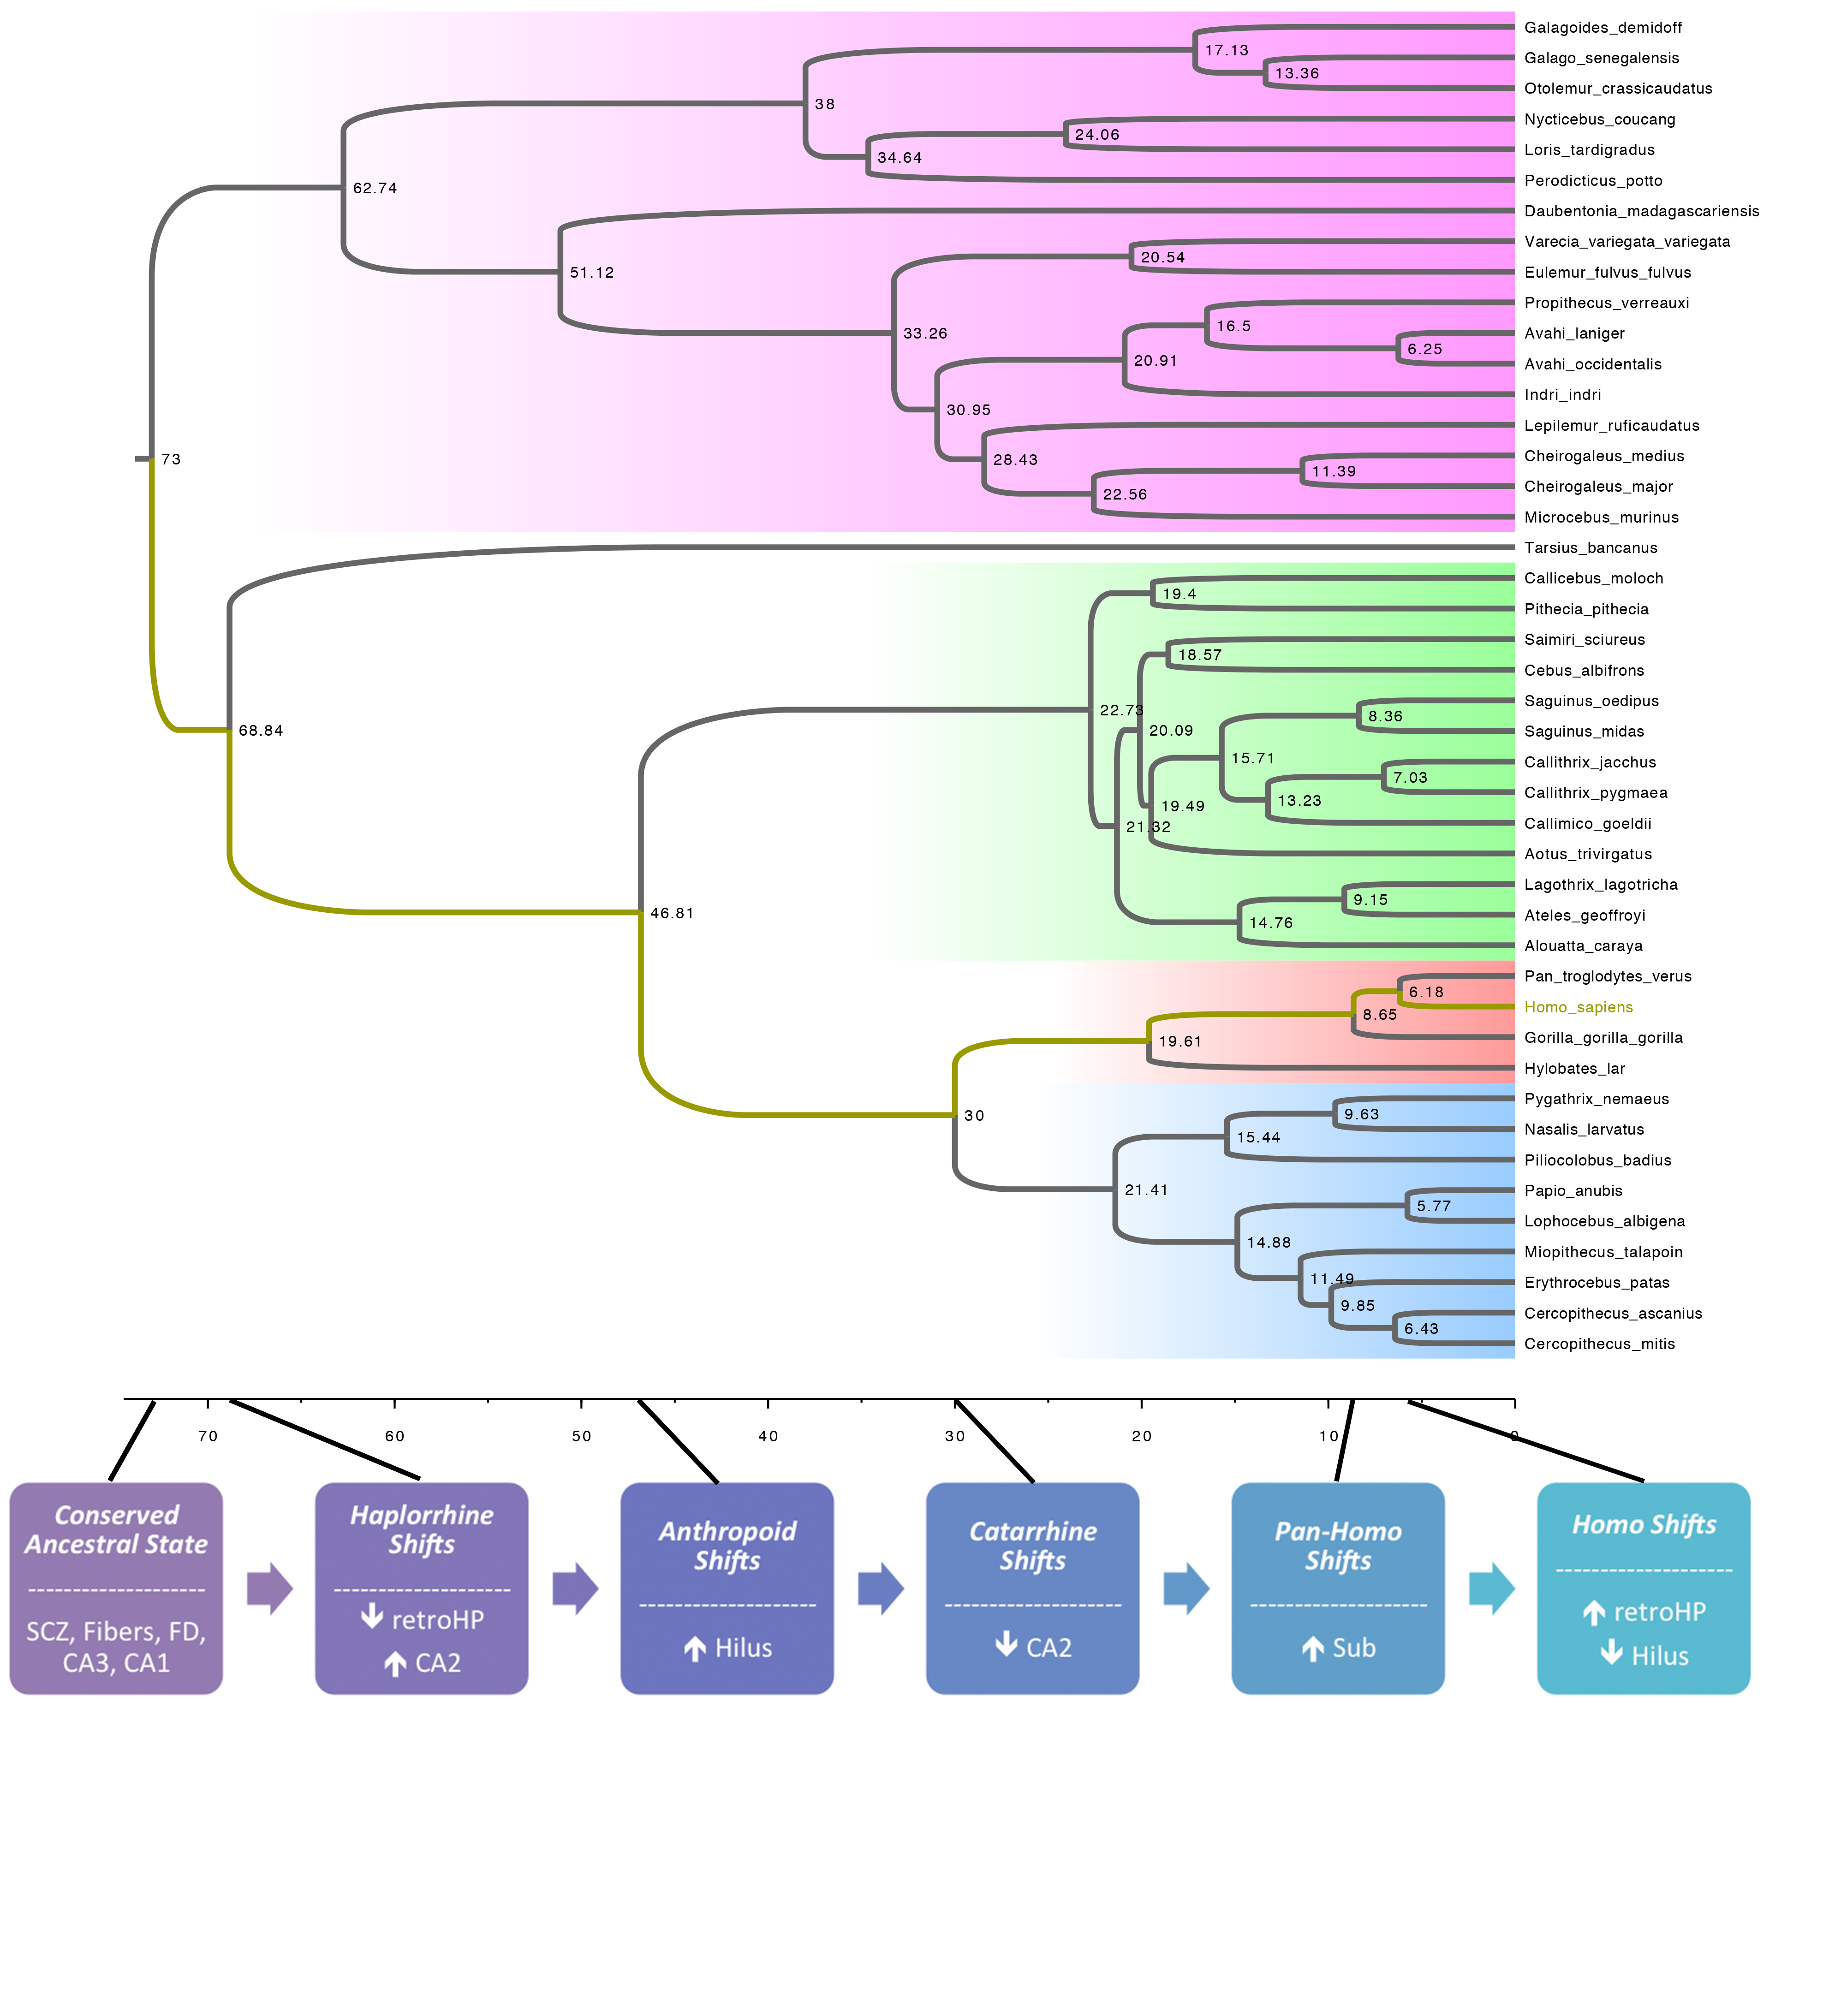 Galagoides_demidoff
17.13
Galago_senegalensis
13.36
Otolemur_crassicaudatus
38
Nycticebus_coucang
24.06
Loris_tardigradus
34.64
Perodicticus_potto
62.74
Daubentonia_madagascariensis
Varecia_variegata_variegata
20.54
51.12
Eulemur_fulvus_fulvus
Propithecus_verreauxi
16.5
33.26
Avahi_laniger
6.25
20.91
Avahi_occidentalis
Indri_indri
30.95
Lepilemur_ruficaudatus
73
28.43
Cheirogaleus_medius
11.39
Cheirogaleus_major
22.56
Microcebus_murinus
Tarsius_bancanus
Callicebus_moloch
19.4
Pithecia_pithecia
Saimiri_sciureus
18.57
Cebus_albifrons
Saguinus_oedipus
22.73
8.36
68.84
20.09
Saguinus_midas
15.71
Callithrix_jacchus
7.03
Callithrix_pygmaea
13.23
19.49
Callimico_goeldii
21.32
Aotus_trivirgatus
Lagothrix_lagotricha
9.15
46.81
Ateles_geoffroyi
14.76
Alouatta_caraya
Pan_troglodytes_verus
6.18
Homo_sapiens
8.65
Gorilla_gorilla_gorilla
19.61
Hylobates_lar
Pygathrix_nemaeus
30
9.63
Nasalis_larvatus
15.44
Piliocolobus_badius
21.41
Papio_anubis
5.77
Lophocebus_albigena
14.88
Miopithecus_talapoin
11.49
Erythrocebus_patas
9.85
Cercopithecus_ascanius
6.43
Cercopithecus_mitis
70 60 50 40 30 20 10 0
Conserved
Ancestral State
--------------------
SCZ, Fibers, FD,
CA3, CA1
Haplorrhine
Shifts
--------------------
↓ retroHP
↑ CA2
Anthropoid
Shifts
--------------------
↑ Hilus
Catarrhine
Shifts
--------------------
↓ CA2
Pan-Homo
Shifts
--------------------
↑ Sub
Homo Shifts
--------------------
↑ retroHP
↓ Hilus